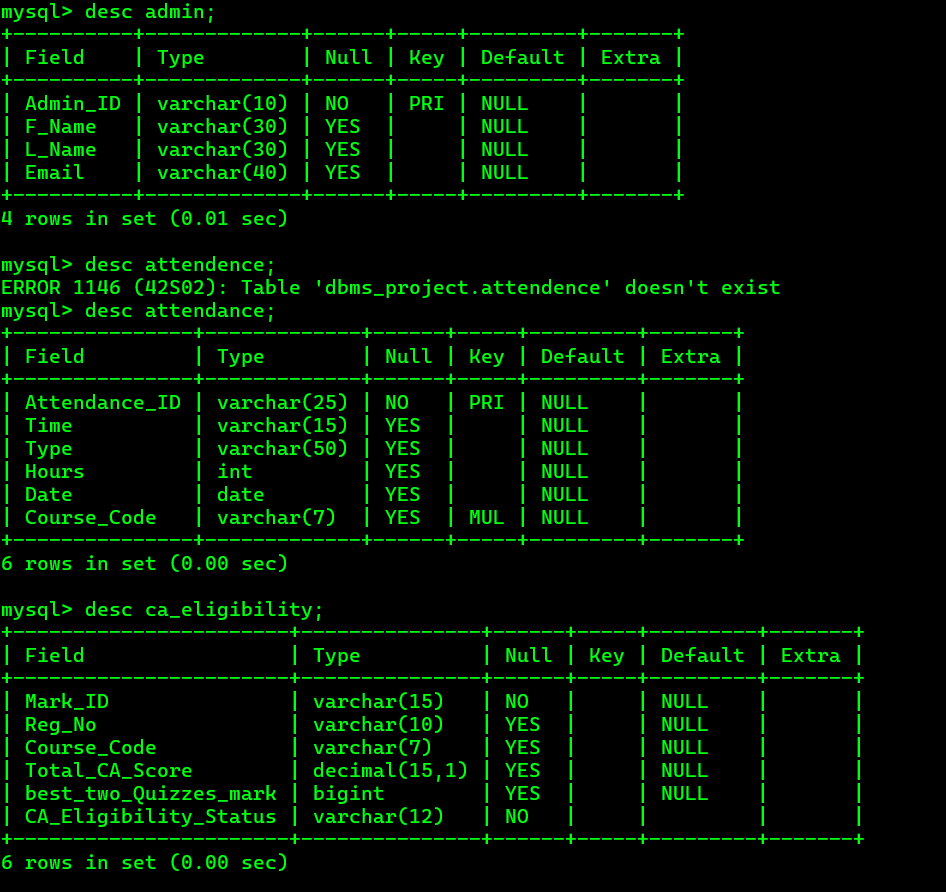 mysql> desc admin;
+----------+-------------+------+-----+---------+-------+
| Field    | Type        | Null | Key | Default | Extra |
+----------+-------------+------+-----+---------+-------+
| Admin_ID | varchar(10) | NO   | PRI | NULL    |       |
| F_Name   | varchar(30) | YES  |     | NULL    |       |
| L_Name   | varchar(30) | YES  |     | NULL    |       |
| Email    | varchar(40) | YES  |     | NULL    |       |
+----------+-------------+------+-----+---------+-------+
4 rows in set (0.01 sec)

mysql> desc attendence;
ERROR 1146 (42S02): Table 'dbms_project.attendence' doesn't exist
mysql> desc attendance;
+---------------+-------------+------+-----+---------+-------+
| Field         | Type        | Null | Key | Default | Extra |
+---------------+-------------+------+-----+---------+-------+
| Attendance_ID | varchar(25) | NO   | PRI | NULL    |       |
| Time          | varchar(15) | YES  |     | NULL    |       |
| Type          | varchar(50) | YES  |     | NULL    |       |
| Hours         | int         | YES  |     | NULL    |       |
| Date          | date        | YES  |     | NULL    |       |
| Course_Code   | varchar(7)  | YES  | MUL | NULL    |       |
+---------------+-------------+------+-----+---------+-------+
6 rows in set (0.00 sec)

mysql> desc ca_eligibility;
+-----------------------+---------------+------+-----+---------+-------+
| Field                 | Type          | Null | Key | Default | Extra |
+-----------------------+---------------+------+-----+---------+-------+
| Mark_ID               | varchar(15)   | NO   |     | NULL    |       |
| Reg_No                | varchar(10)   | YES  |     | NULL    |       |
| Course_Code           | varchar(7)    | YES  |     | NULL    |       |
| Total_CA_Score        | decimal(15,1) | YES  |     | NULL    |       |
| best_two_Quizzes_mark | bigint        | YES  |     | NULL    |       |
| CA_Eligibility_Status | varchar(12)   | NO   |     |         |       |
+-----------------------+---------------+------+-----+---------+-------+
6 rows in set (0.00 sec)